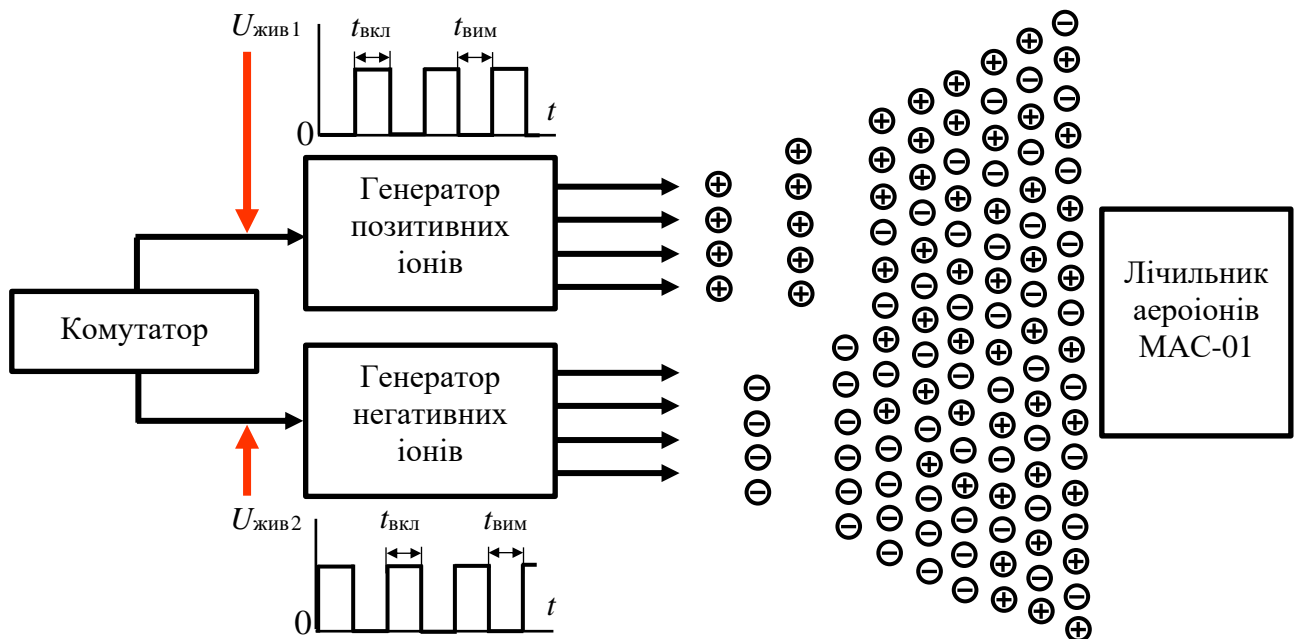 Uжив1
tвкл
tвим
0
t
Генератор
позитивних
іонів
Комутатор
Лічильник
аероіонів
МАС-01
Генератор
негативних
іонів
Uжив2
tвкл
tвим
0
t